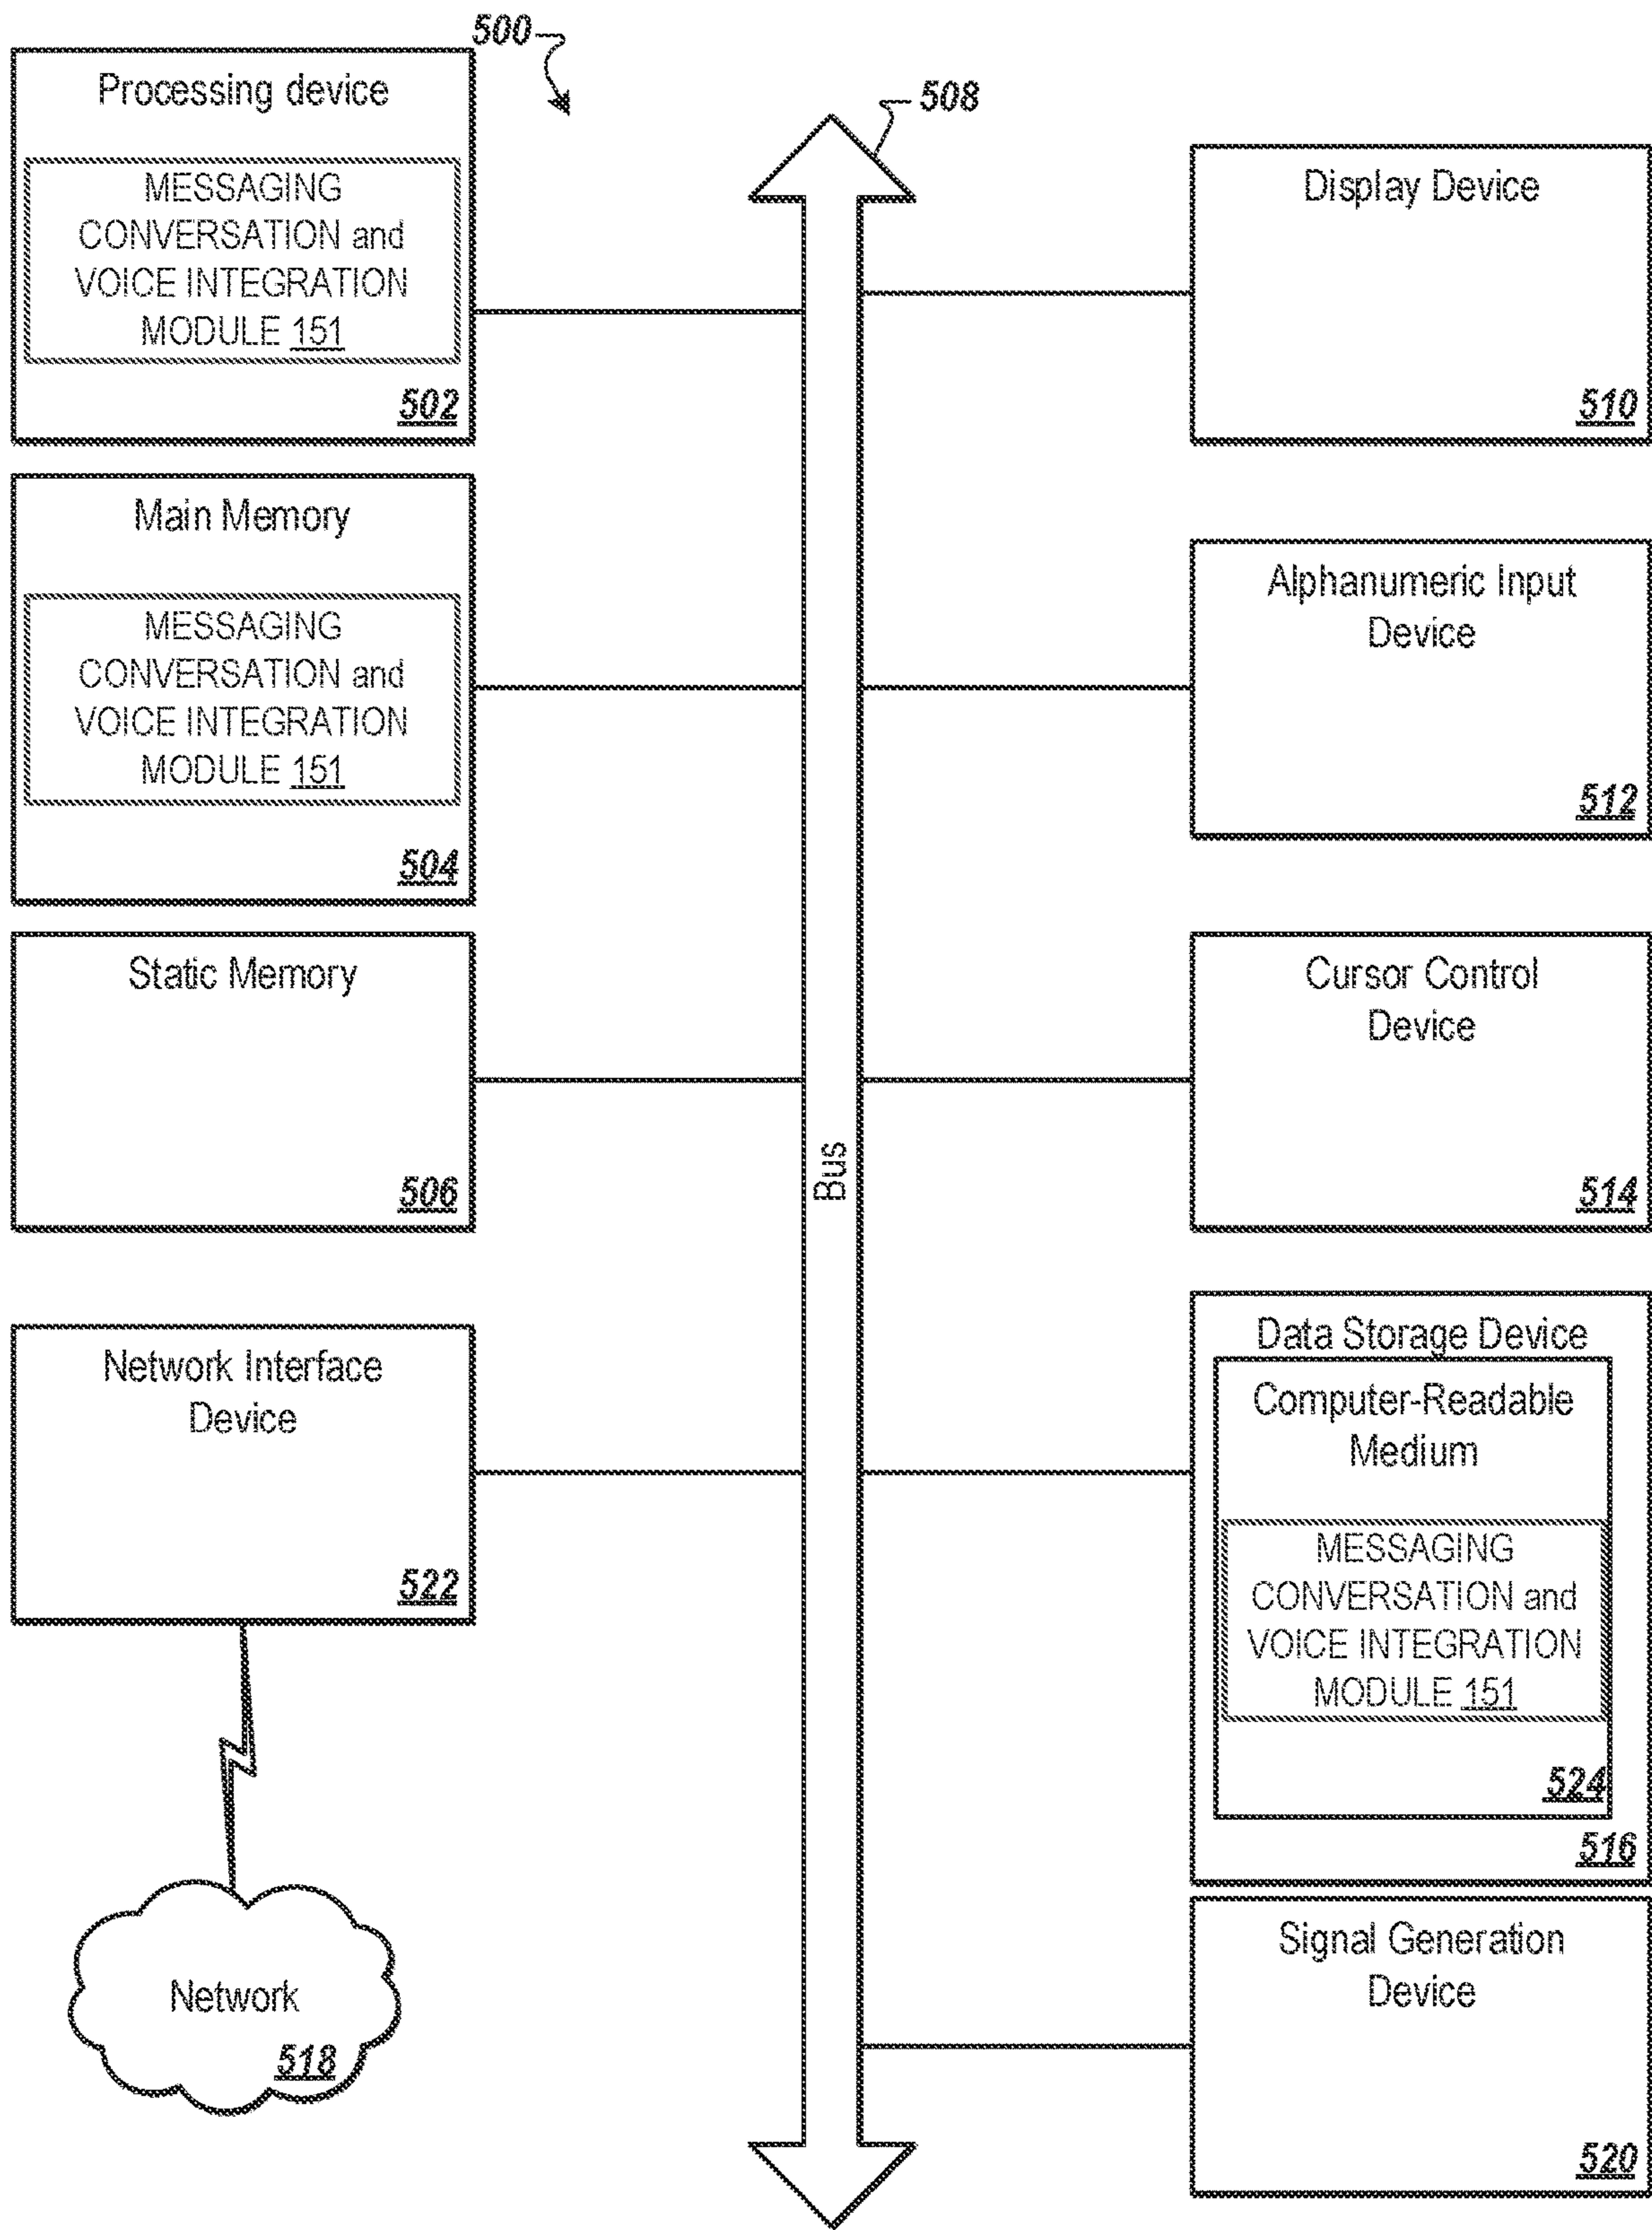 500
508
Processing device
MESSAGING
CONVERSATION and
VOICE INTEGRATION
MODULE 151
502
Main Memory
MESSAGING
CONVERSATION and
VOICE INTEGRATION
MODULE 151
504
Static Memory
506
Network Interface
Device
522
Network
518
Bus
Display Device
510
Alphanumeric Input
Device
512
Cursor Control
Device
514
Data Storage Device
Computer-Readable
Medium
MESSAGING
CONVERSATION and
VOICE INTEGRATION
MODULE 151
524
516
Signal Generation
Device
520